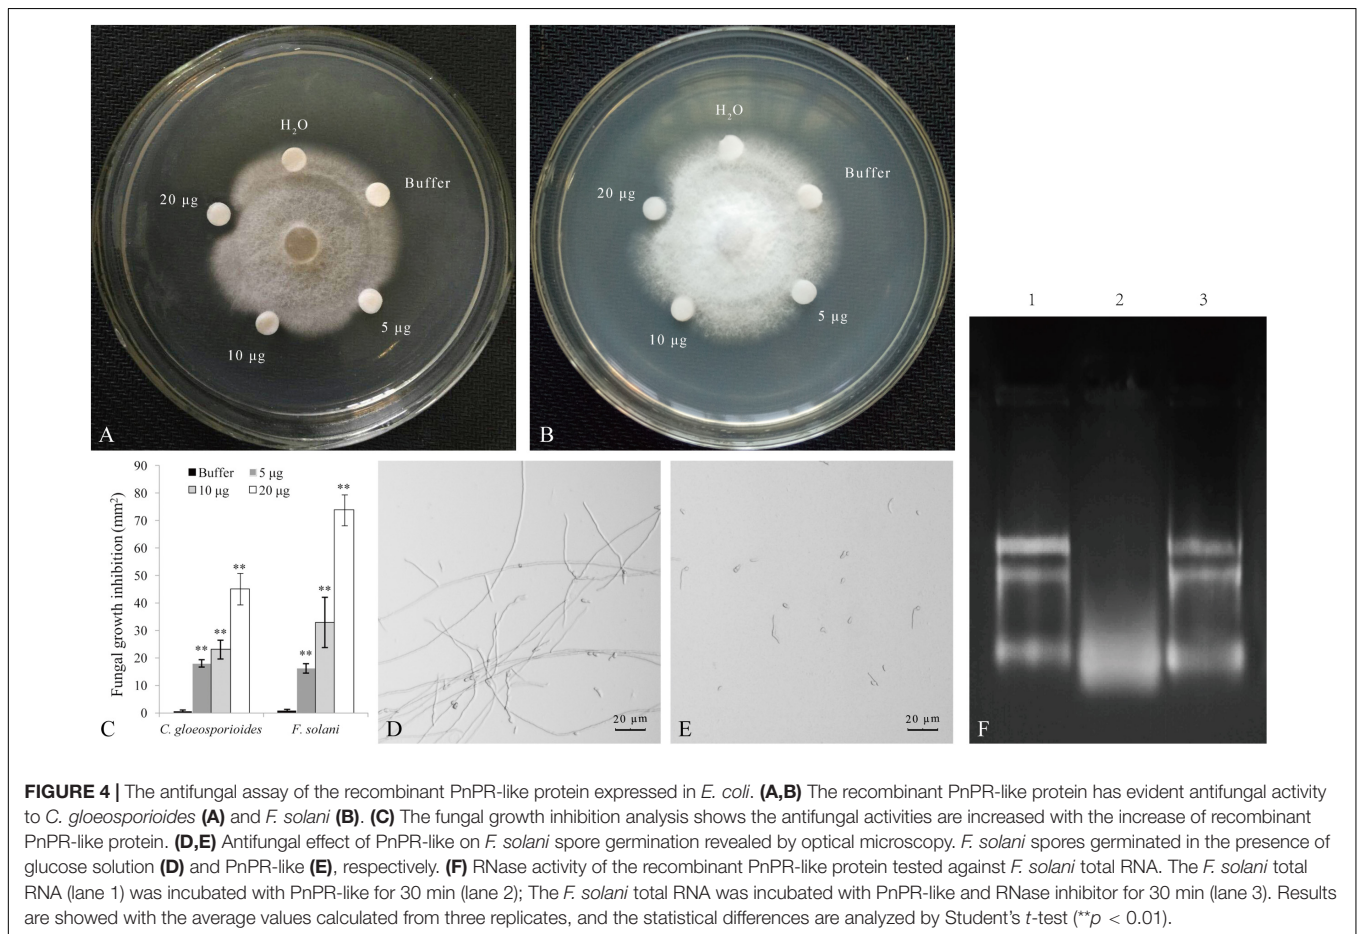 H₂O
Buffer
20 µg
5 µg
10 µg
A
H₂O
Buffer
20 µg
5 µg
10 µg
B
1 2 3
90
80
70
60
50
40
30
20
10
0
Fungal growth inhibition (mm²)
Buffer 5 µg
10 µg 20 µg
** ** **
** ** **
C. gloeosporioides F. solani
C
20 µm
D
20 µm
E
F
FIGURE 4 | The antifungal assay of the recombinant PnPR-like protein expressed in E. coli. (A,B) The recombinant PnPR-like protein has evident antifungal activity
to C. gloeosporioides (A) and F. solani (B). (C) The fungal growth inhibition analysis shows the antifungal activities are increased with the increase of recombinant
PnPR-like protein. (D,E) Antifungal effect of PnPR-like on F. solani spore germination revealed by optical microscopy. F. solani spores germinated in the presence of
glucose solution (D) and PnPR-like (E), respectively. (F) RNase activity of the recombinant PnPR-like protein tested against F. solani total RNA. The F. solani total
RNA (lane 1) was incubated with PnPR-like for 30 min (lane 2); The F. solani total RNA was incubated with PnPR-like and RNase inhibitor for 30 min (lane 3). Results
are showed with the average values calculated from three replicates, and the statistical differences are analyzed by Student's t-test (**p < 0.01).